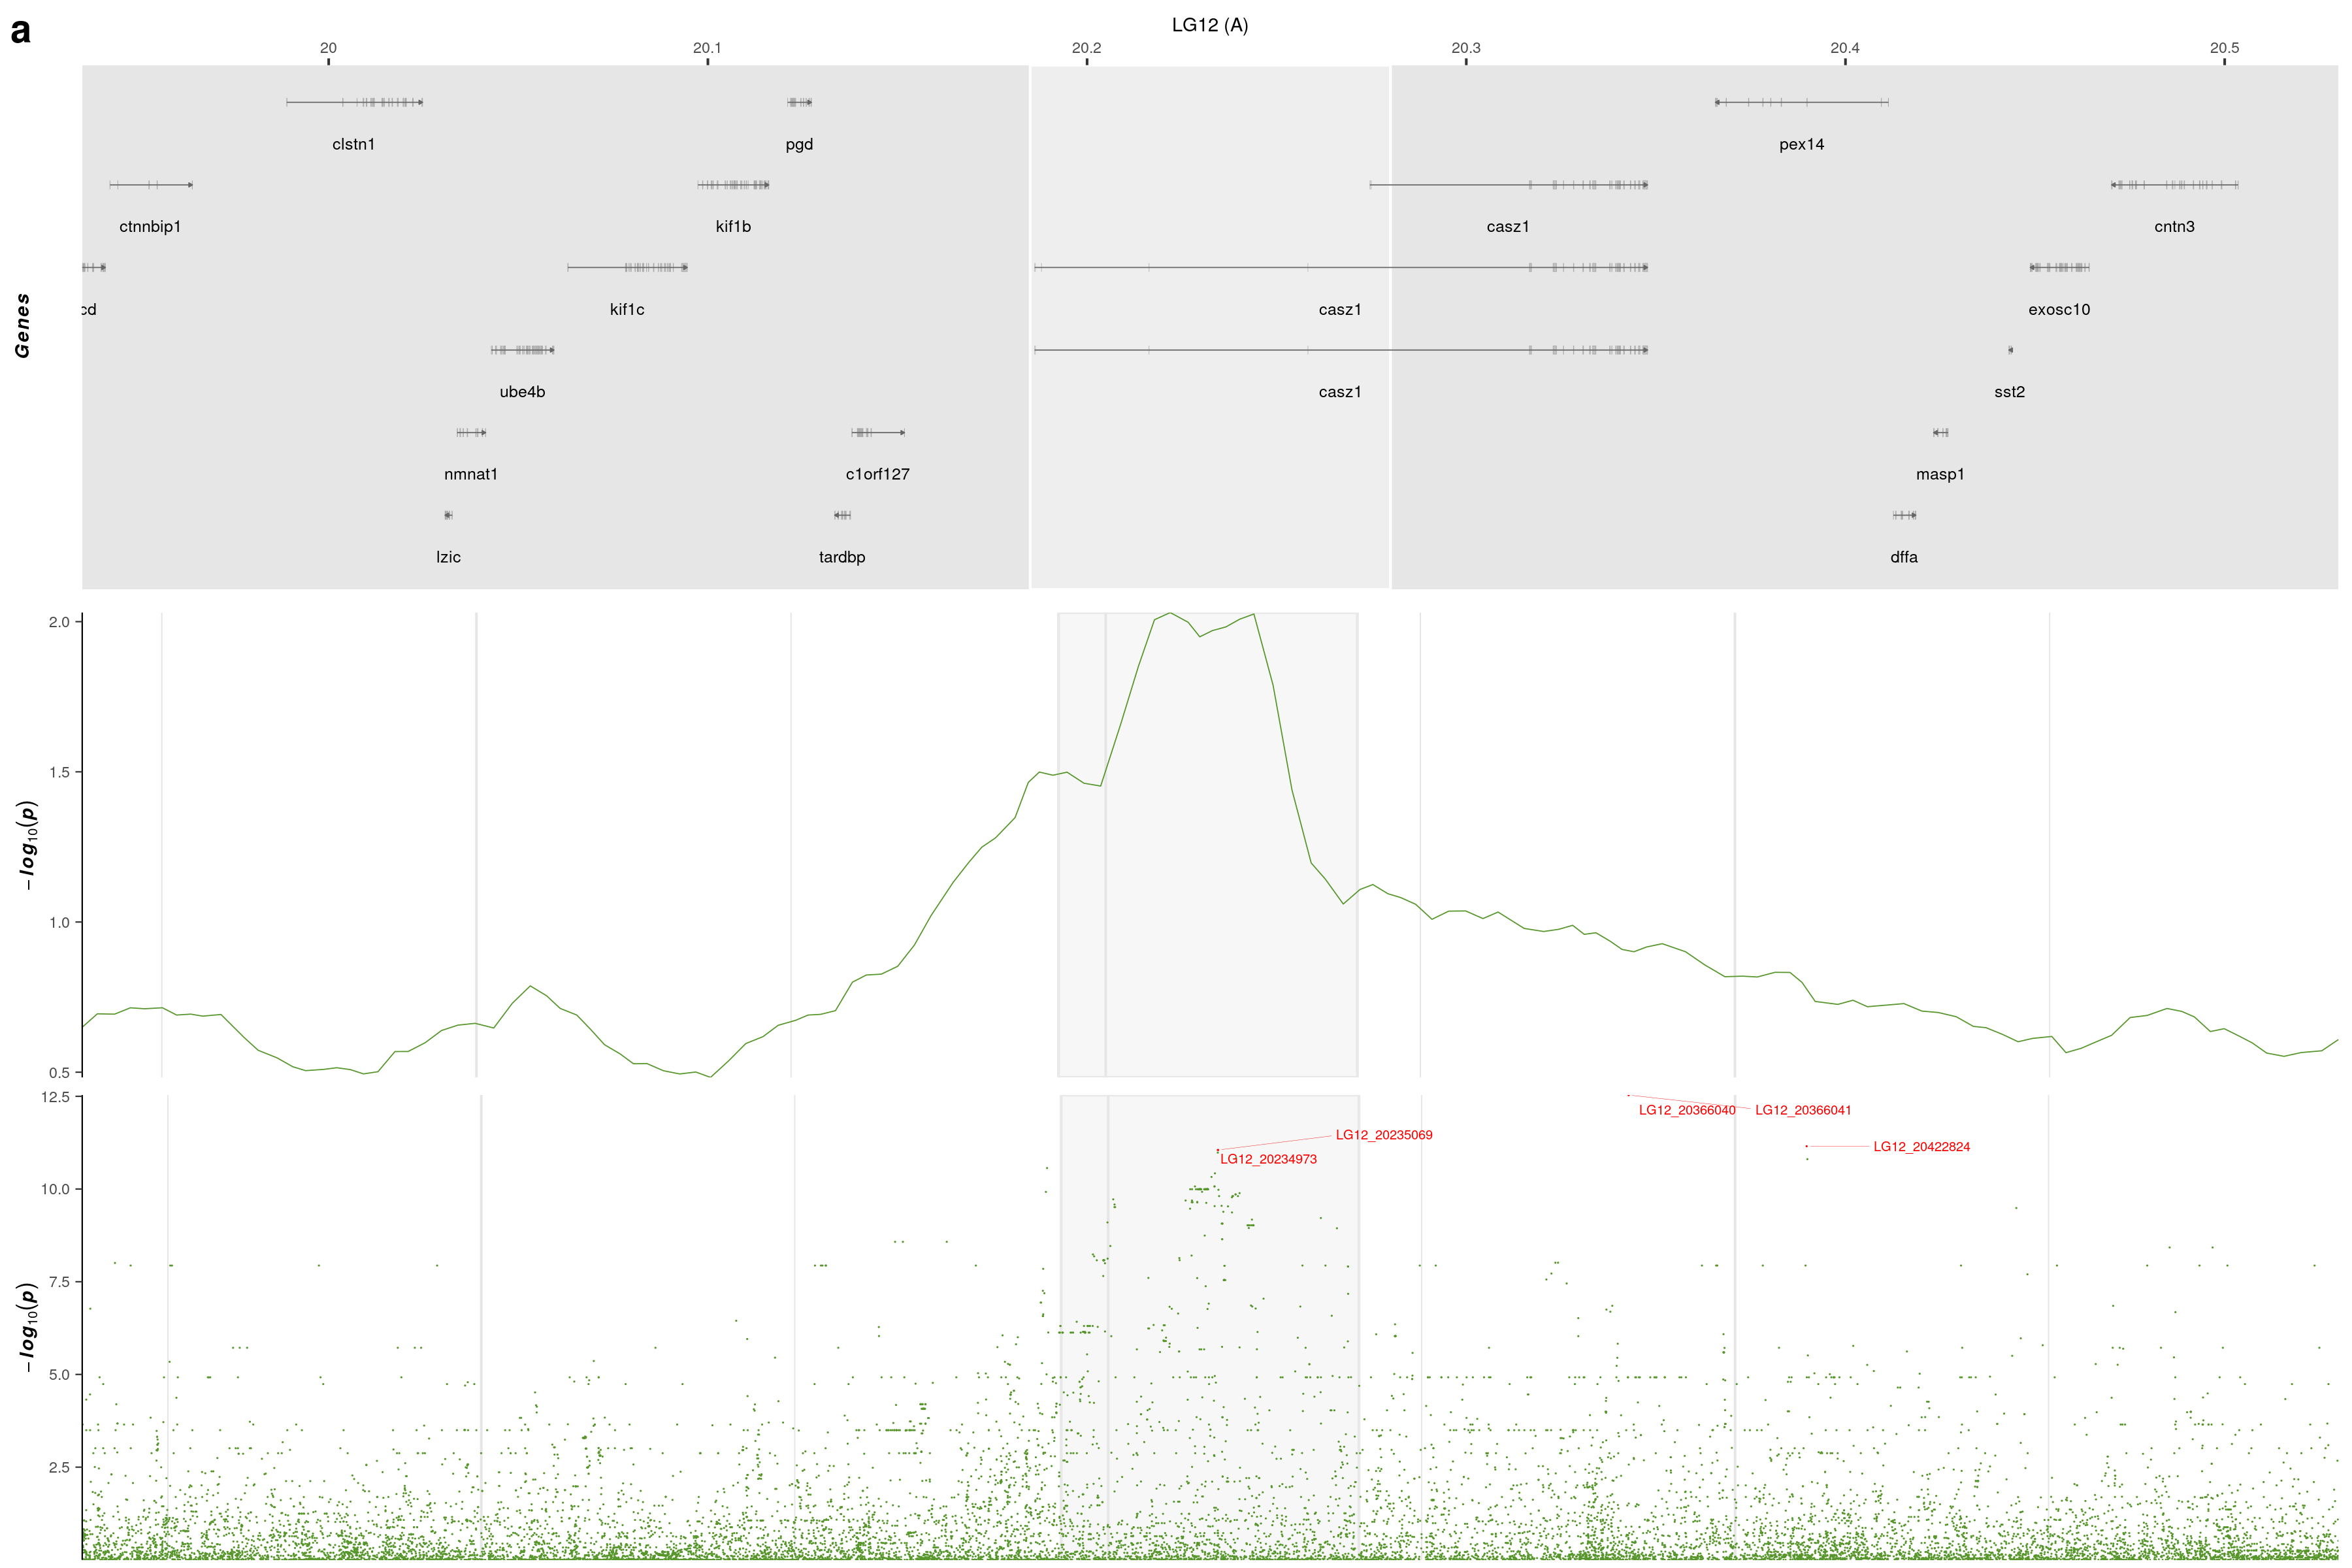 a
LG12 (A)
20 20.1 20.2 20.3 20.4 20.5
Genes
clstn1 pgd pex14
ctnnbip1 kif1b casz1 cntn3
cd kif1c casz1 exosc10
ube4b casz1 sst2
nmnat1 c1orf127 masp1
lzic tardbp dffa
−log10(p)
2.0
1.5
1.0
0.5
−log10(p)
12.5
10.0
7.5
5.0
2.5
LG12_20366040 LG12_20366041
LG12_20235069
LG12_20422824
LG12_20234973